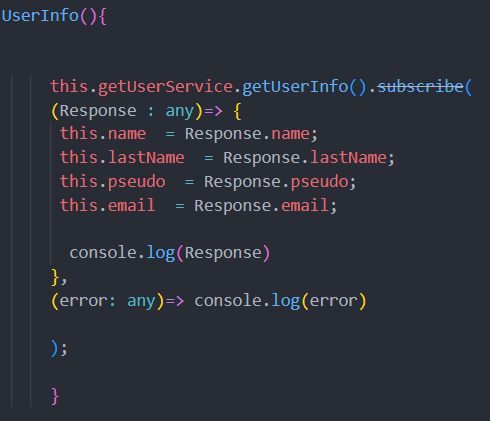 UserInfo(){
this.getUserService.getUserInfo().subscribe(
(Response : any)=> {
this.name  = Response.name;
this.lastName  = Response.lastName;
this.pseudo  = Response.pseudo;
this.email  = Response.email;
console.log(Response)
},
(error: any)=> console.log(error)
);
}